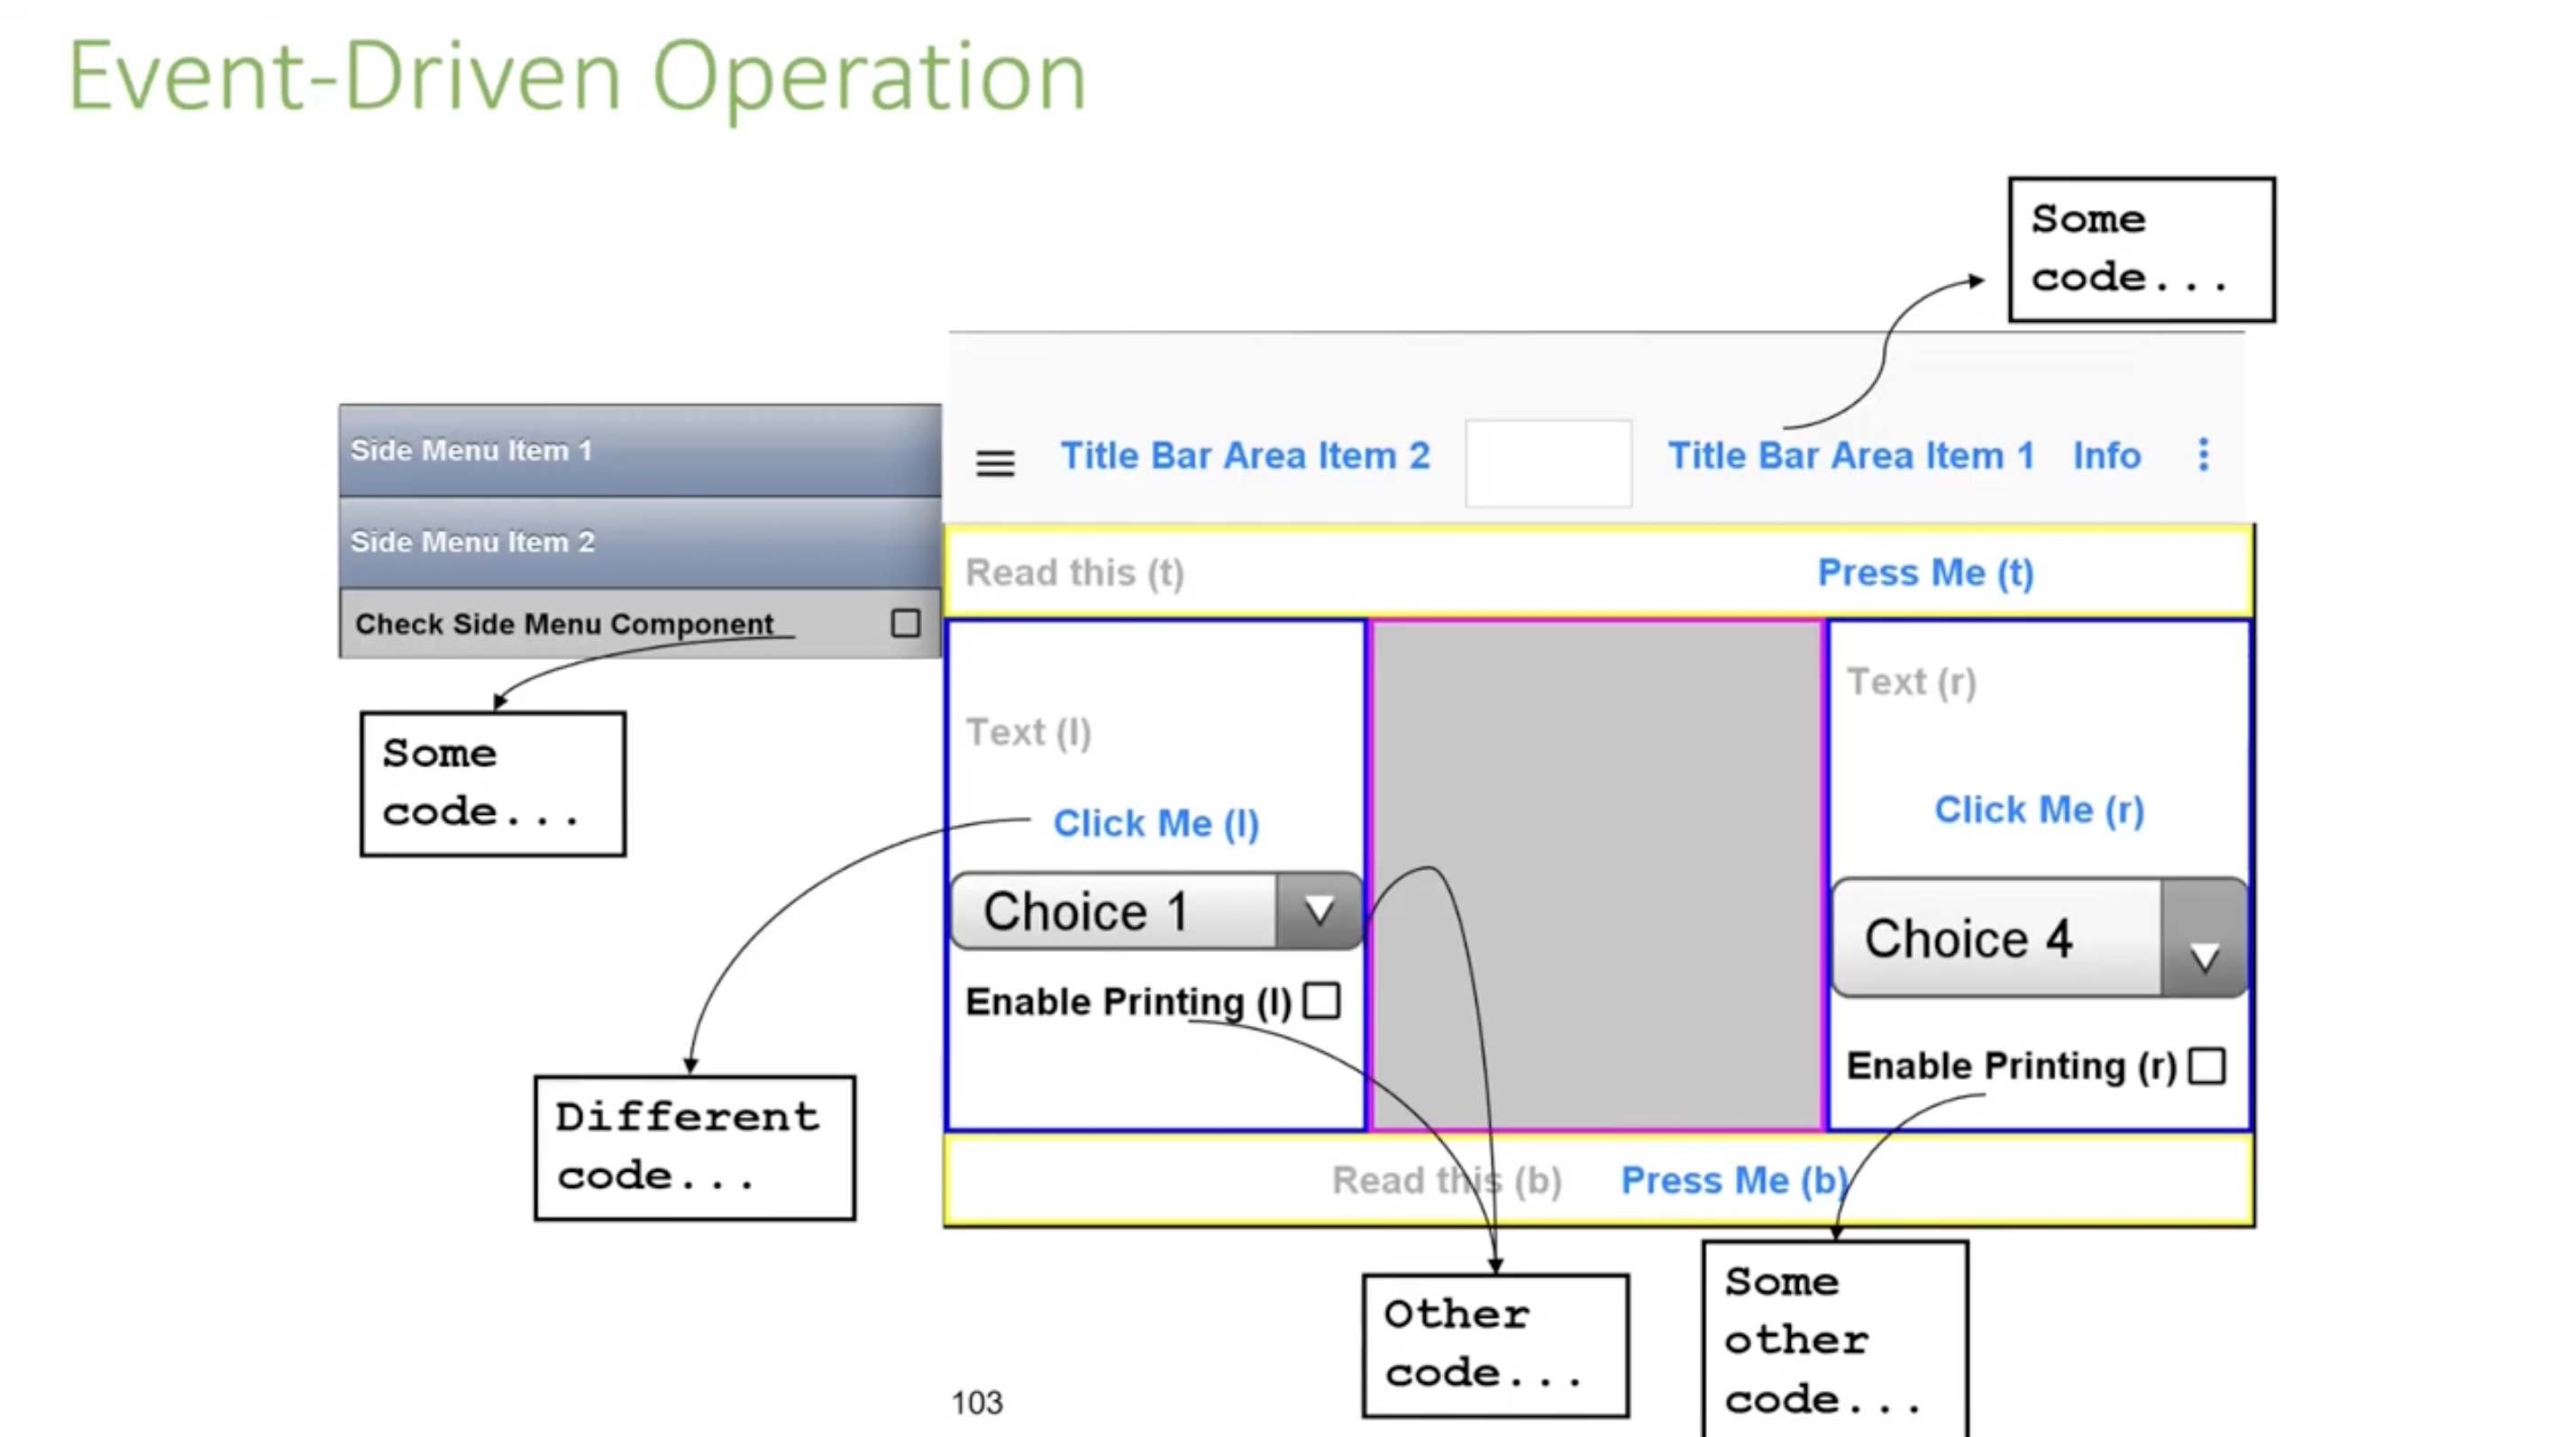 Event-Driven Operation
Some
code...
Side Menu Item 1
Side Menu Item 2
Check Side Menu Component
Title Bar Area Item 2
Title Bar Area Item 1
Info
Read this (t)
Press Me (t)
Some
code...
Text (l)
Click Me (l)
Choice 1
Enable Printing (l)
Text (r)
Click Me (r)
Choice 4
Enable Printing (r)
Different
code...
Read this (b)
Press Me (b)
Other
code...
Some
other
code...
103